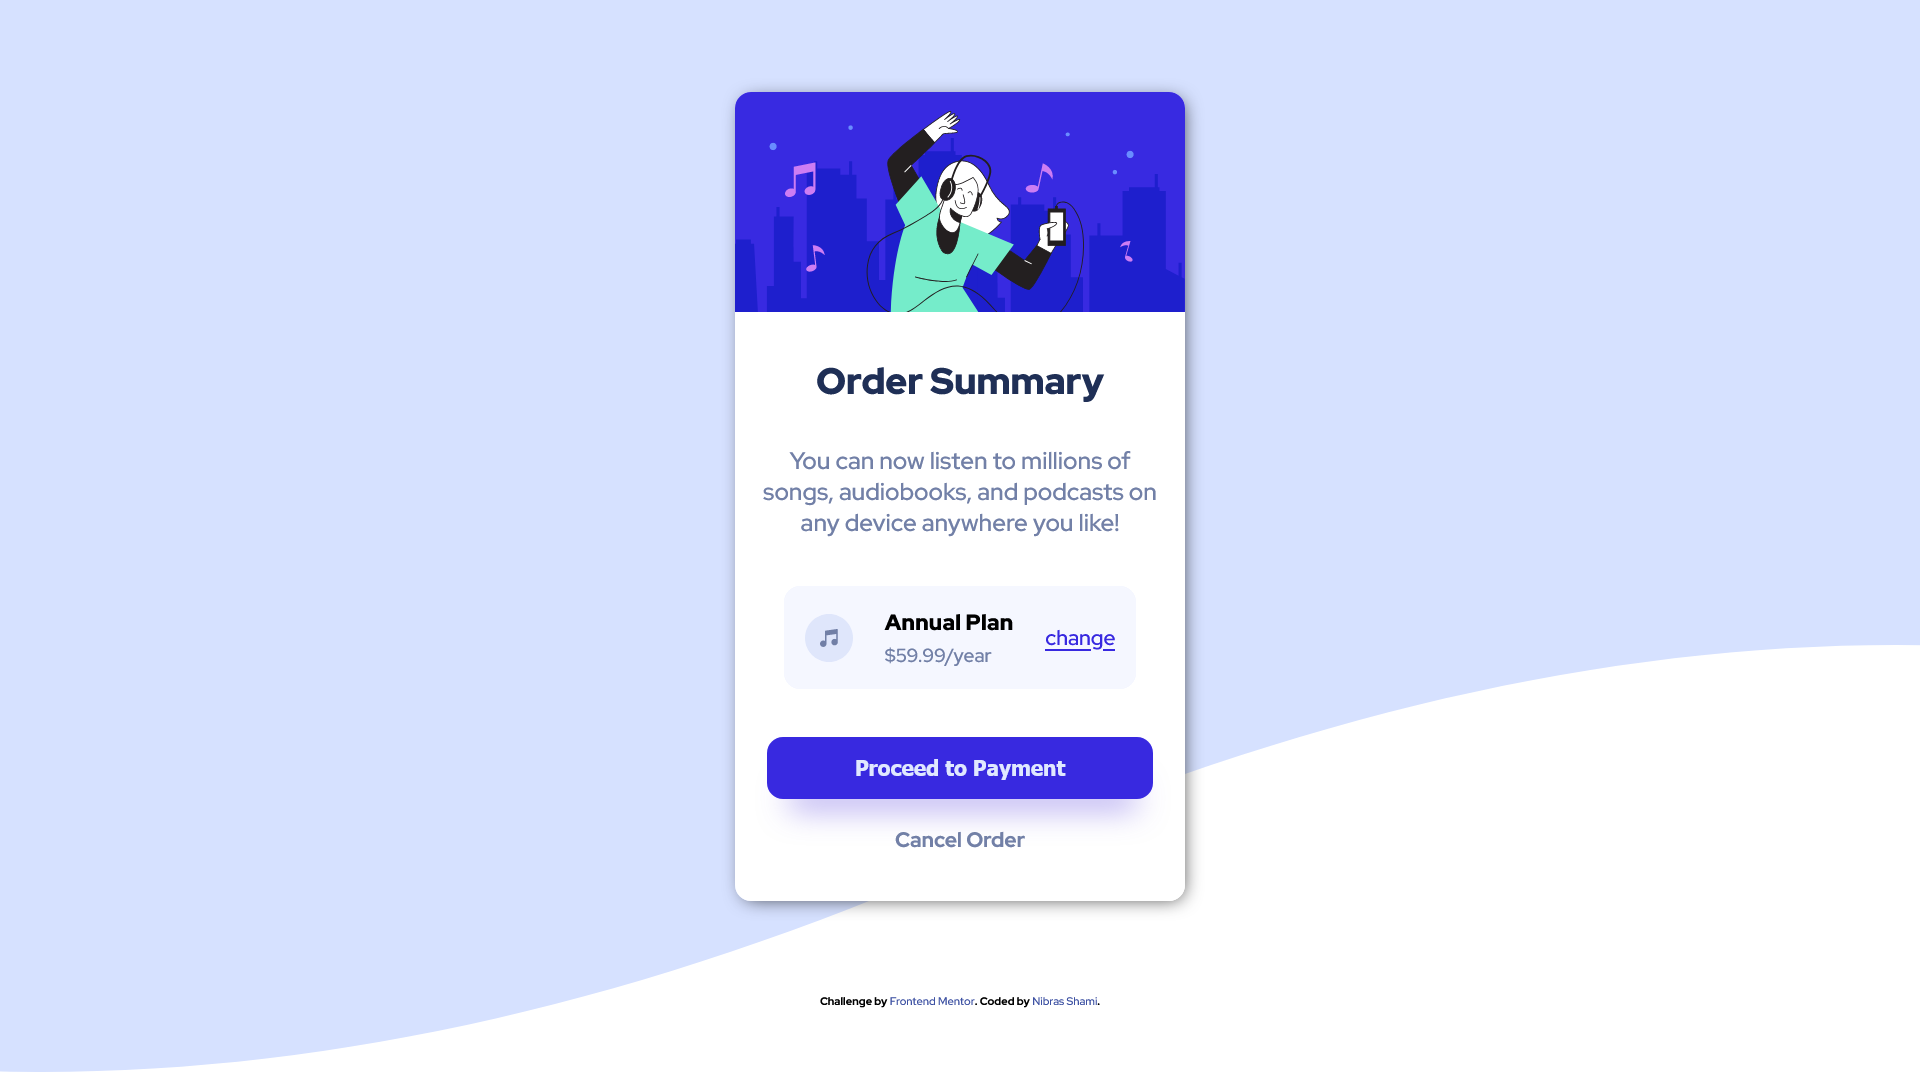 Order Summary
You can now listen to millions of
songs, audiobooks, and podcasts on
any device anywhere you like!
Annual Plan
$59.99/year
change
Proceed to Payment
Cancel Order
Challenge by Frontend Mentor. Coded by Nibras Shami.